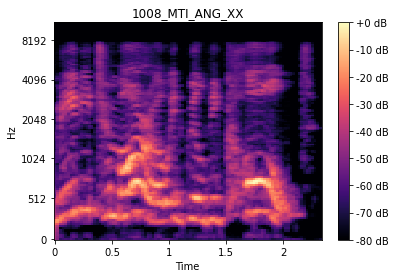 1008_MTI_ANG_XX
+0 dB
8192
-10 dB
4096
-20 dB
-30 dB
2048
-40 dB
Hz
1024
-50 dB
512
-60 dB
-70 dB
0
-80 dB
0 0.5 1 1.5 2
Time